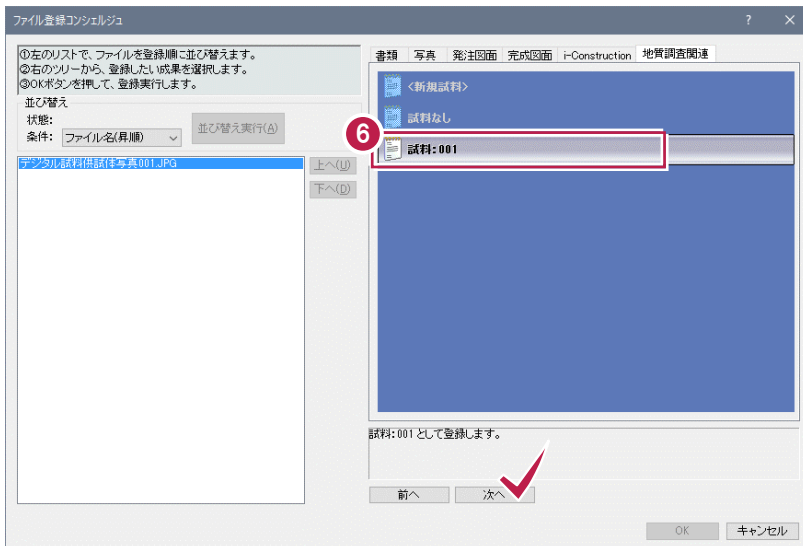 ファイル登録コンシェルジュ
? ×
①左のリストで、ファイルを登録順に並び替えます。
②右のツリーから、登録したい成果を選択します。
③OKボタンを押して、登録実行します。
並び替え
状態:
条件: ファイル名(昇順)
並び替え実行(A)
デジタル試料供試体写真001.JPG
上へ(U)
下へ(D)
書類 写真 発注図面 完成図面 i-Construction 地質調査関連
<新規試料>
試料なし
6
試料:001
試料:001として登録します。
前へ 次へ
OK キャンセル